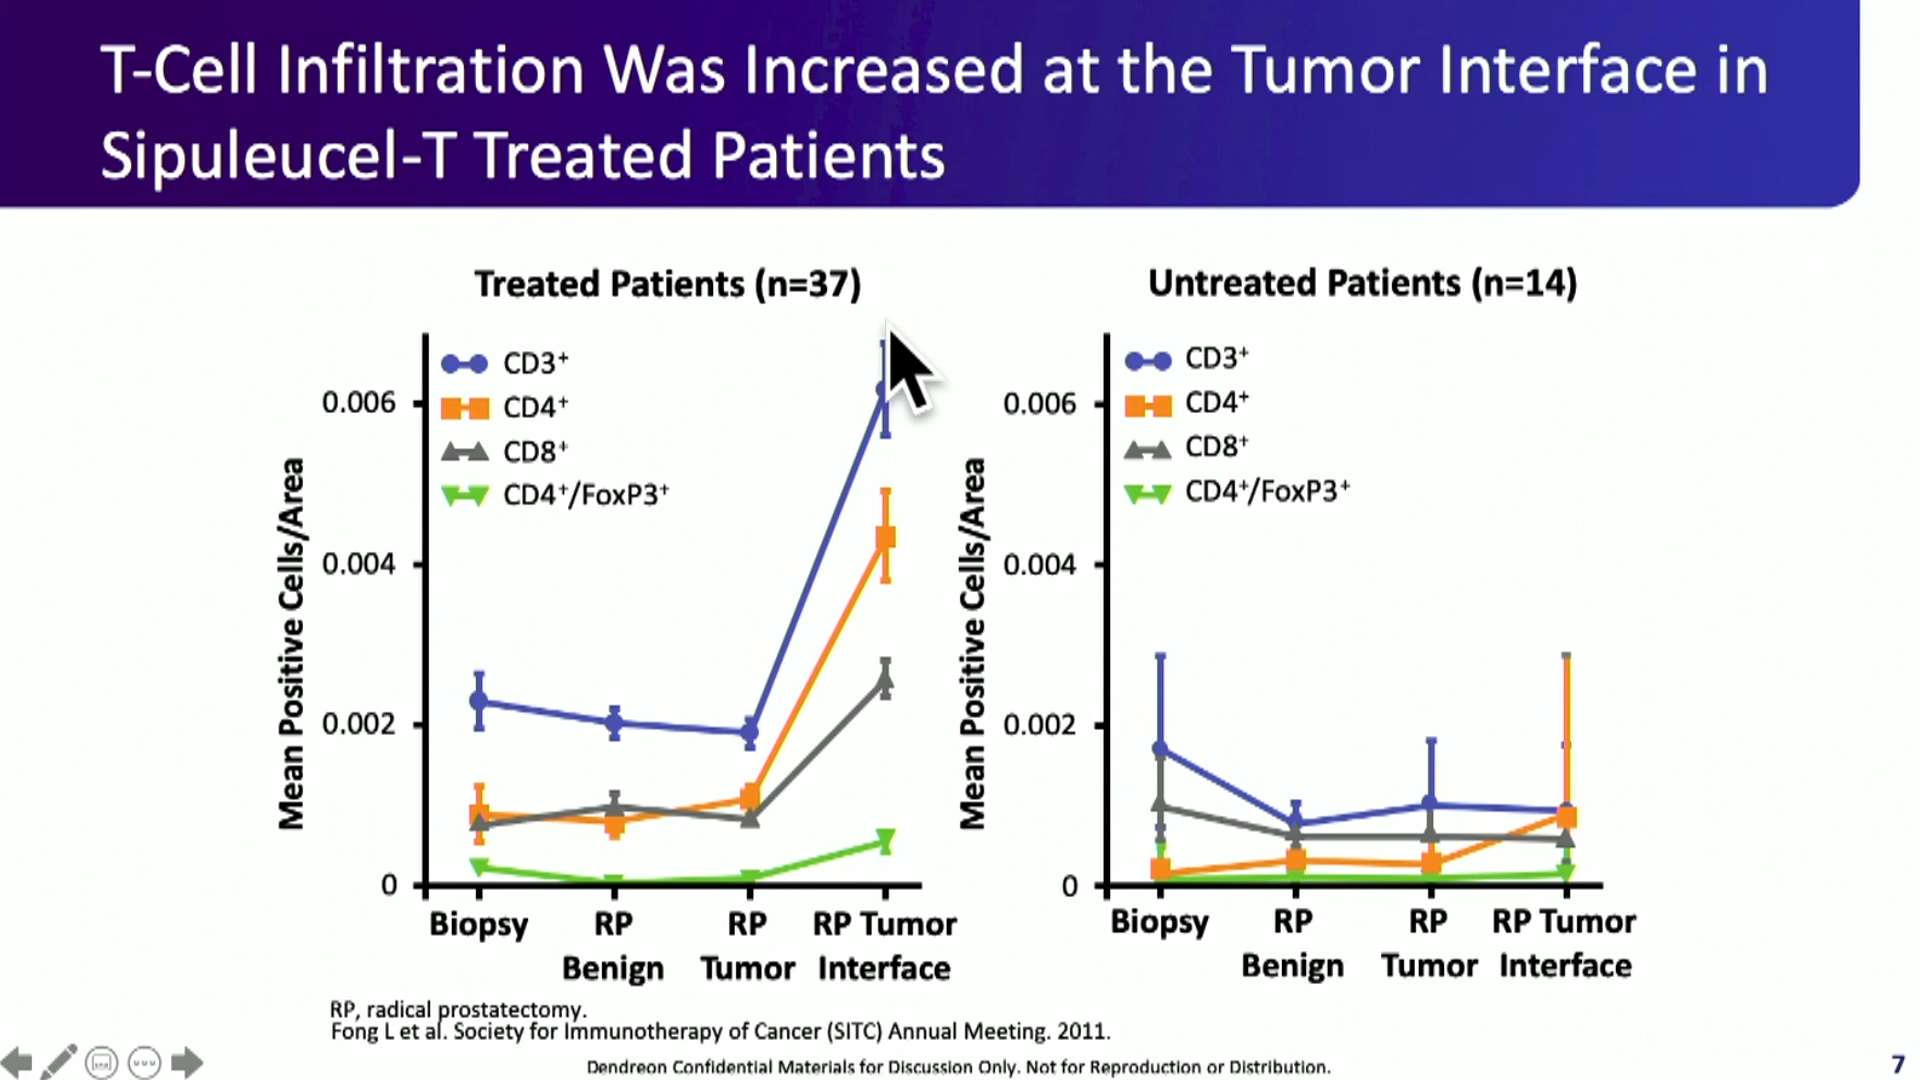 T-Cell Infiltration Was Increased at the Tumor Interface in
Sipuleucel-T Treated Patients
Treated Patients (n=37)
CD3⁺
CD4⁺
CD8⁺
CD4⁺/FoxP3⁺
Mean Positive Cells/Area
0.006
0.004
0.002
0
Biopsy
RP
Benign
RP
Tumor
RP Tumor
Interface
Untreated Patients (n=14)
CD3⁺
CD4⁺
CD8⁺
CD4⁺/FoxP3⁺
Mean Positive Cells/Area
0.006
0.004
0.002
0
Biopsy
RP
Benign
RP
Tumor
RP Tumor
Interface
RP, radical prostatectomy.
Fong L et al. Society for Immunotherapy of Cancer (SITC) Annual Meeting. 2011.
Dendreon Confidential Materials for Discussion Only. Not for Reproduction or Distribution.
7